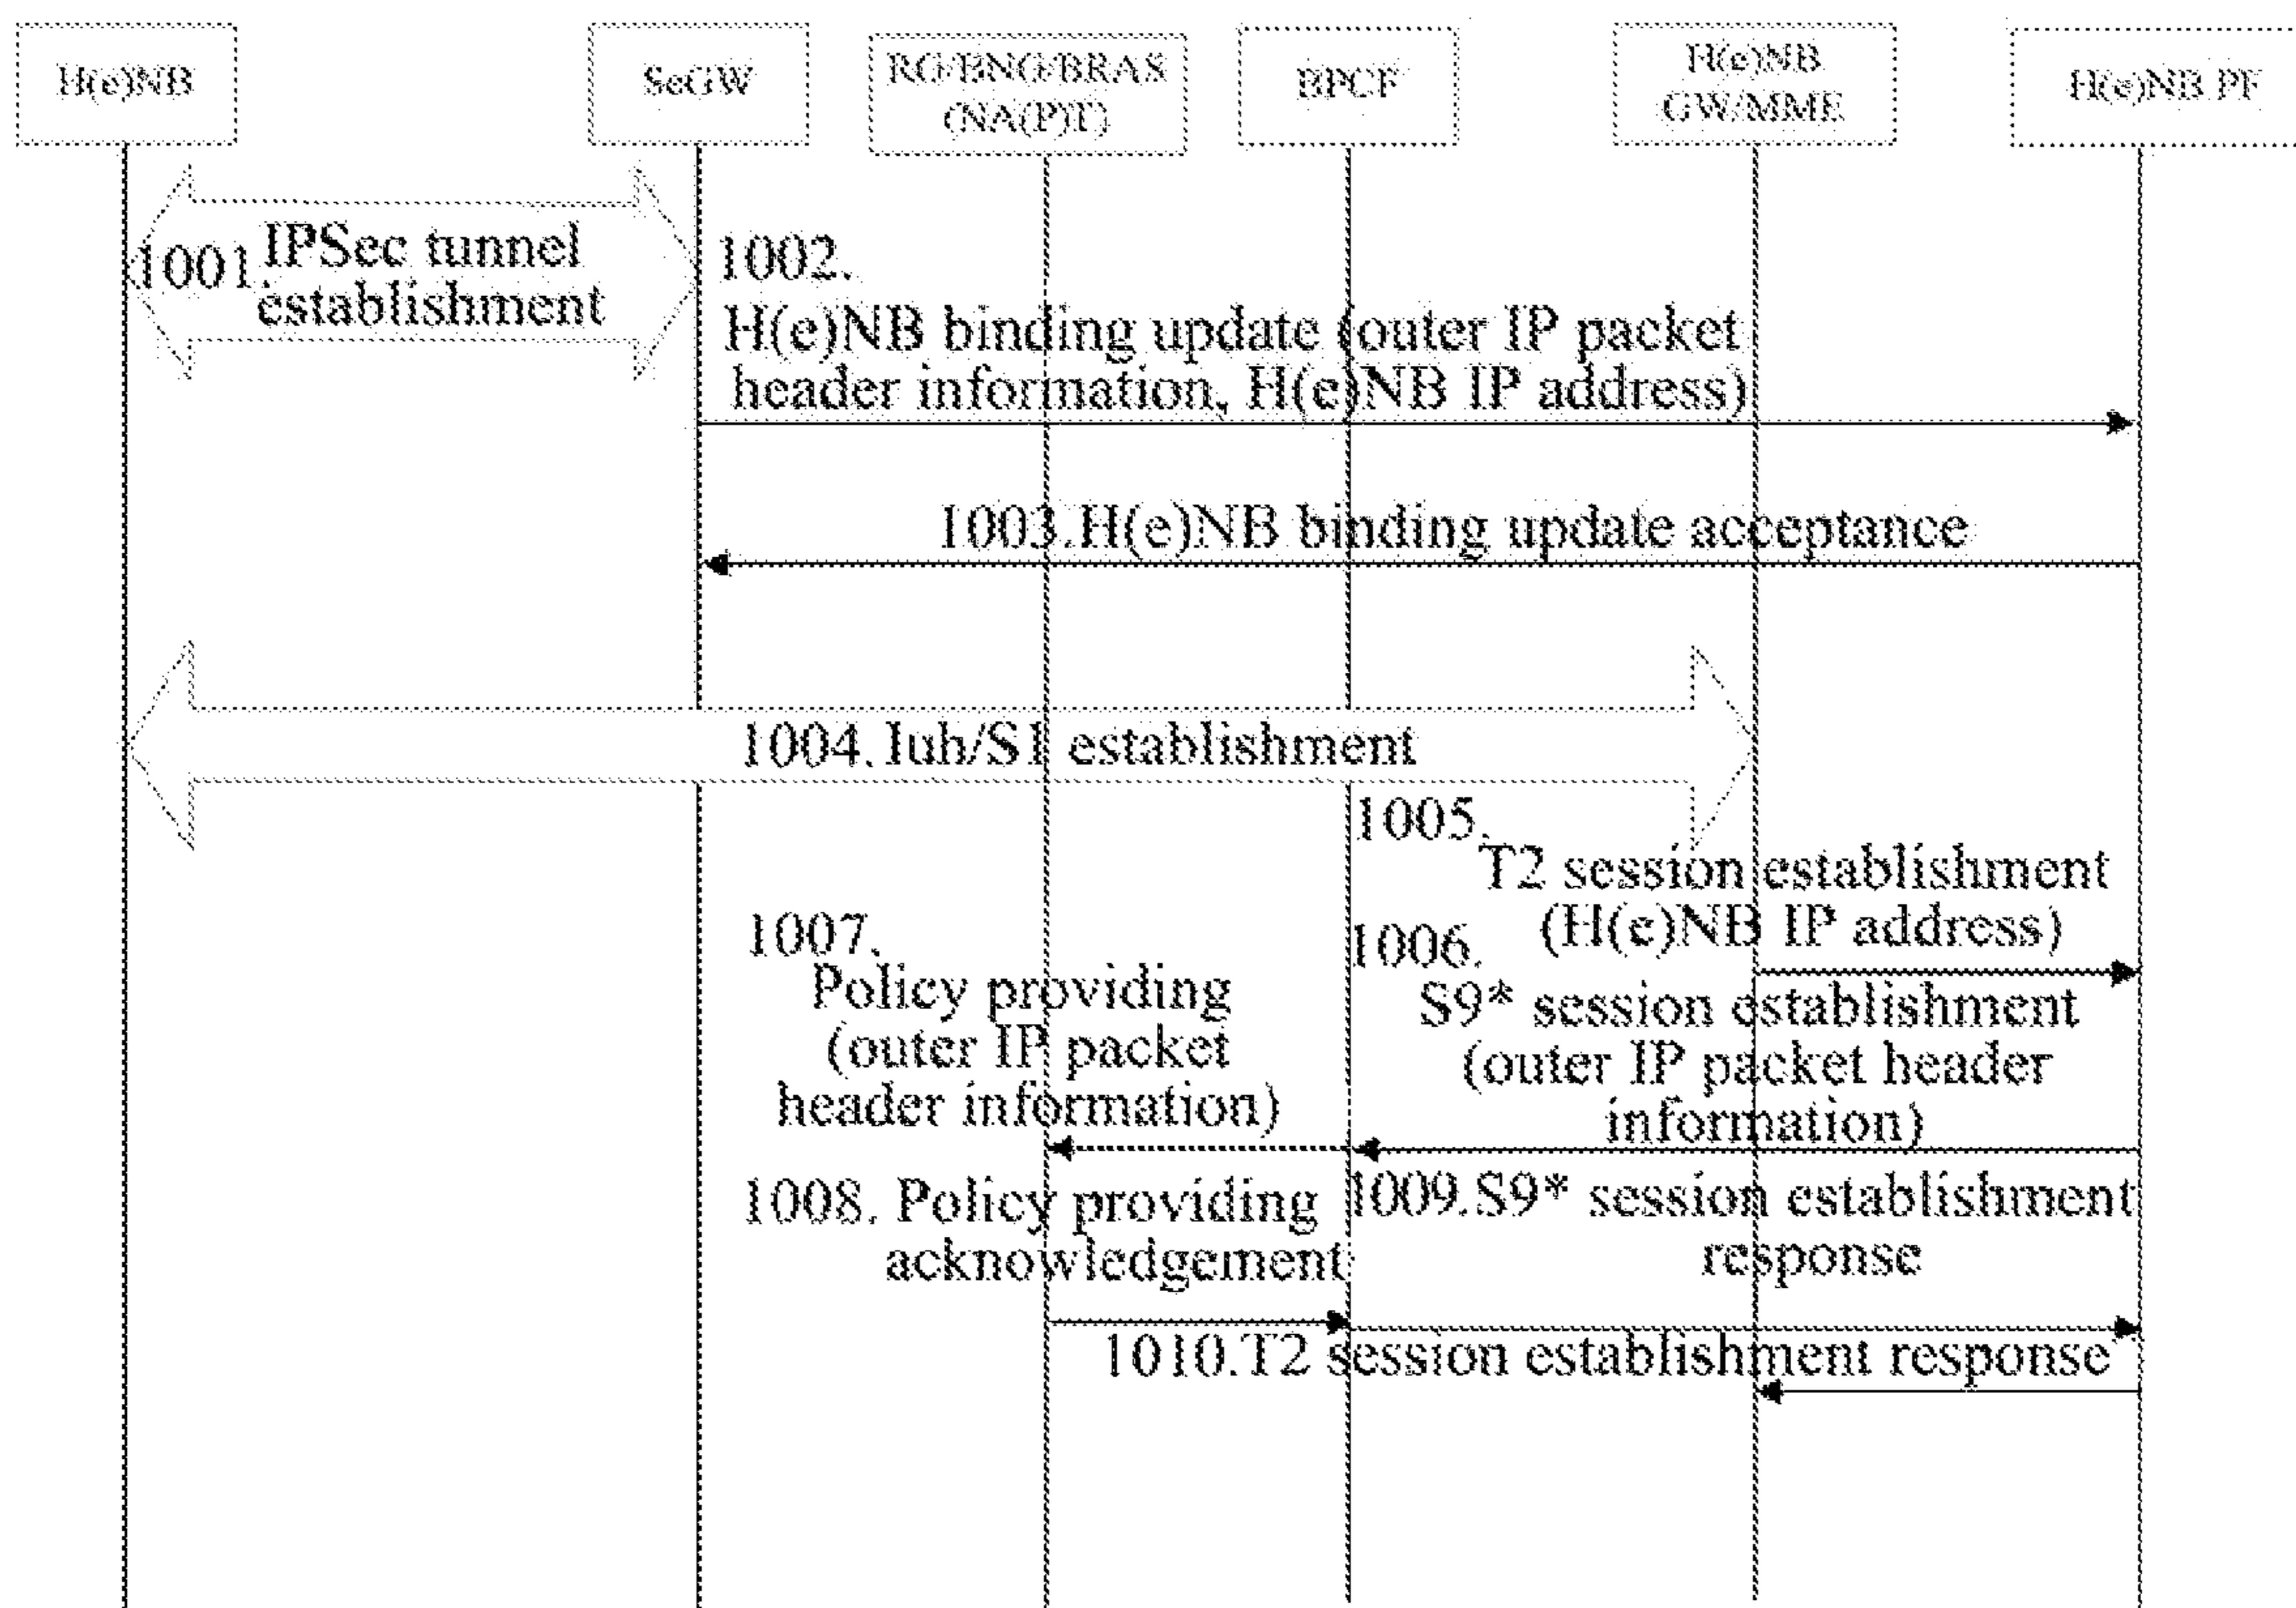 H(e)NB
SeGW
RG/BNG/BRAS
(NA(P)T)
BPCF
H(e)NB
GW/MME
H(e)NB PF
1001.
IPSec tunnel
establishment
1002.
H(e)NB binding update (outer IP packet
header information, H(e)NB IP address)
1003.H(e)NB binding update acceptance
1004. Iuh/S1 establishment
1005.
T2 session establishment
(H(e)NB IP address)
1006.
S9* session establishment
(outer IP packet header
information)
1007.
Policy providing
(outer IP packet
header information)
1008. Policy providing
acknowledgement
1009.S9* session establishment
response
1010.T2 session establishment response